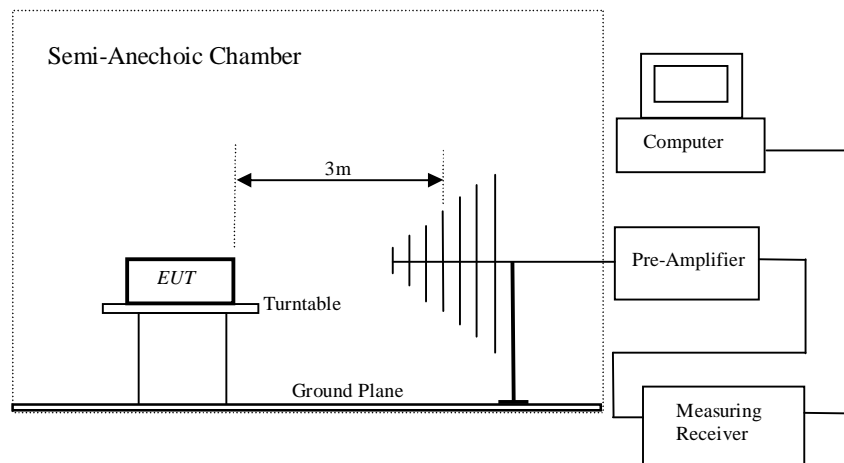 Semi-Anechoic Chamber
3m
EUT
Turntable
Ground Plane
Computer
Pre-Amplifier
Measuring
Receiver